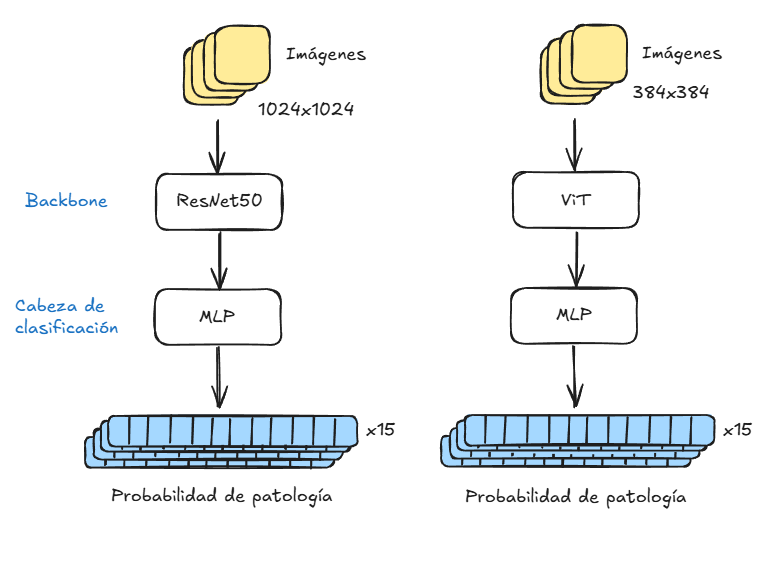 Imágenes
1024x1024
Backbone
ResNet50
Cabeza de
clasificación
MLP
x15
Probabilidad de patología
Imágenes
384x384
ViT
MLP
x15
Probabilidad de patología